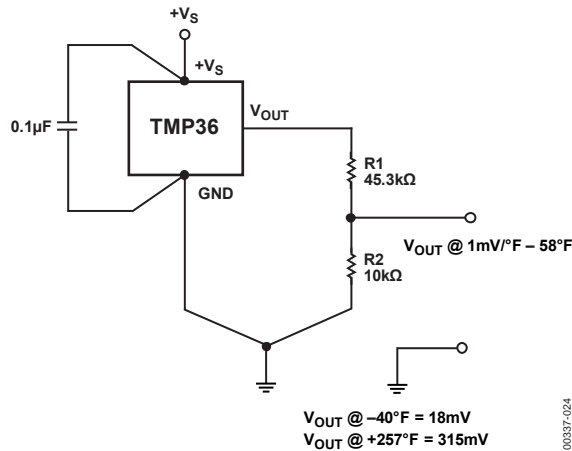 +VS
+VS
0.1µF
TMP36
VOUT
GND
R1
45.3kΩ
VOUT @ 1mV/°F – 58°F
R2
10kΩ
VOUT @ –40°F = 18mV
VOUT @ +257°F = 315mV
00337-024